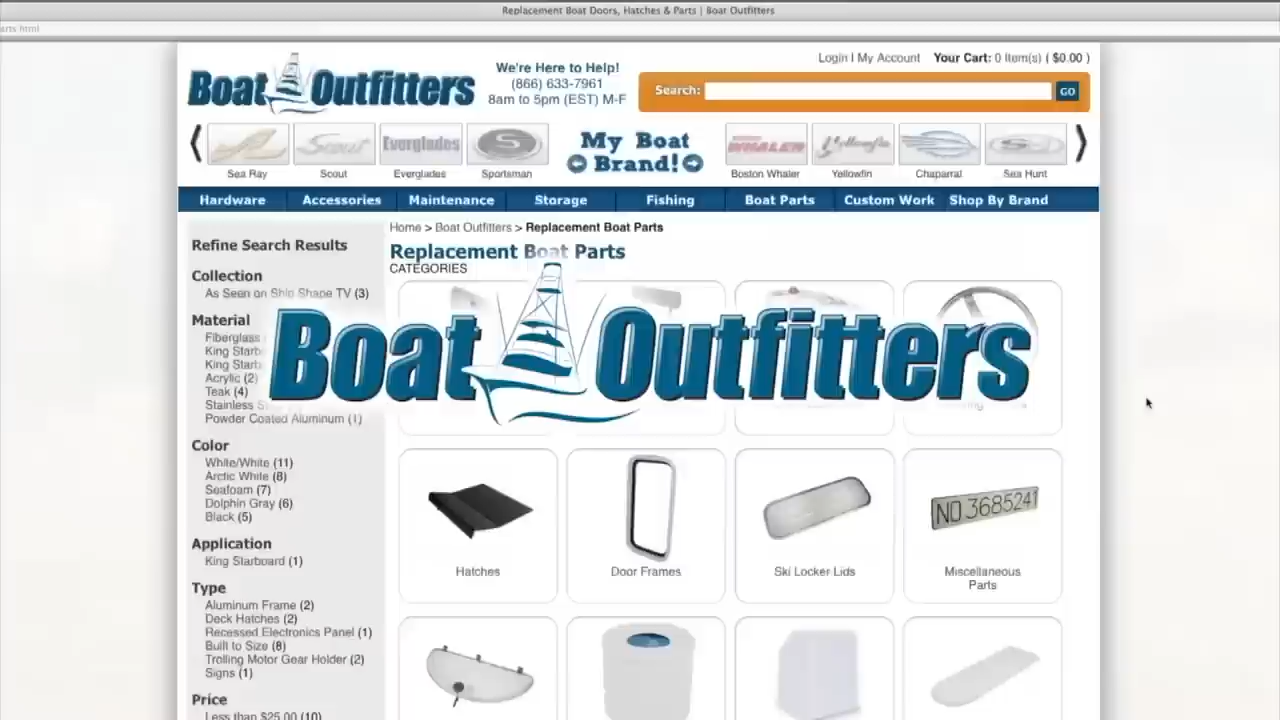 Replacement Boat Doors, Hatches & Parts | Boat Outfitters
arts.html
Boat Outfitters
We're Here to Help!
(866) 633-7961
8am to 5pm (EST) M-F
Login | My Account Your Cart: 0 Item(s) ( $0.00 )
Search: GO
Scout Everglades S My Boat Brand! WHALER Yellowfin
Sea Ray Scout Everglades Sportsman Boston Whaler Yellowfin Chaparral Sea Hunt
Hardware Accessories Maintenance Storage Fishing Boat Parts Custom Work Shop By Brand
Home > Boat Outfitters > Replacement Boat Parts
Replacement Boat Parts
CATEGORIES
Refine Search Results
Collection
As Seen on Ship Shape TV (3)
Material
Fiberglass
King Starb
King Starb
Acrylic (2)
Teak (4)
Stainless
Powder Coated Aluminum (1)
Boat Outfitters
Color
White/White (11)
Arctic White (8)
Seafoam (7)
Dolphin Gray (6)
Black (5)
Application
King Starboard (1)
Type
Aluminum Frame (2)
Deck Hatches (2)
Recessed Electronics Panel (1)
Built to Size (8)
Trolling Motor Gear Holder (2)
Signs (1)
Price
Less than $25.00 (10)
NO 3685241
Hatches Door Frames Ski Locker Lids Miscellaneous
Parts